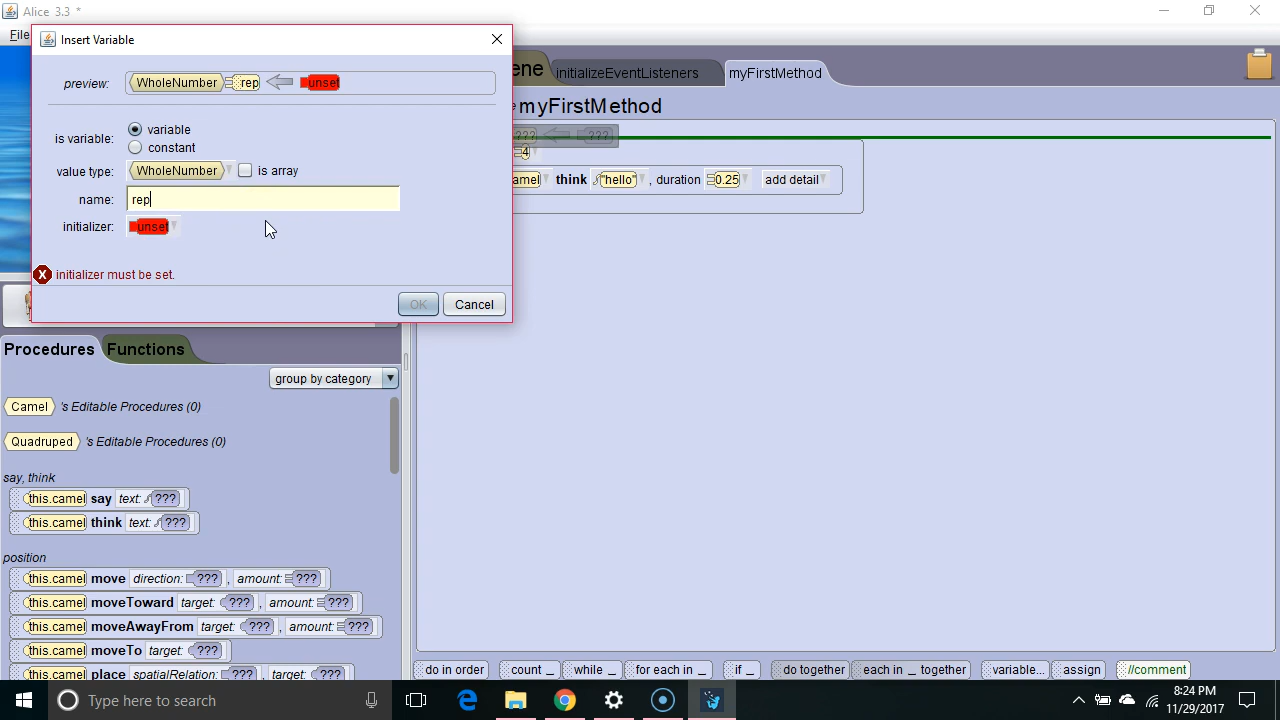 Alice 3.3 *
File
Insert Variable
preview: WholeNumber rep unset
is variable: variable
constant
value type: WholeNumber is array
name: rep
initializer: unset
initializer must be set.
OK Cancel
ene initializeEventListeners myFirstMethod
myFirstMethod
??? ???
4
amel think "hello" , duration 0.25 add detail
Procedures Functions
group by category
Camel 's Editable Procedures (0)
Quadruped 's Editable Procedures (0)
say, think
this.camel say text: ???
this.camel think text: ???
position
this.camel move direction: ??? , amount: ???
this.camel moveToward target: ??? , amount: ???
this.camel moveAwayFrom target: ??? , amount: ???
this.camel moveTo target: ???
this.camel place spatialRelation: ??? , target: ???
do in order count _ while _ for each in _ if _ do together each in _ together variable... assign //comment
Type here to search
8:24 PM
11/29/2017